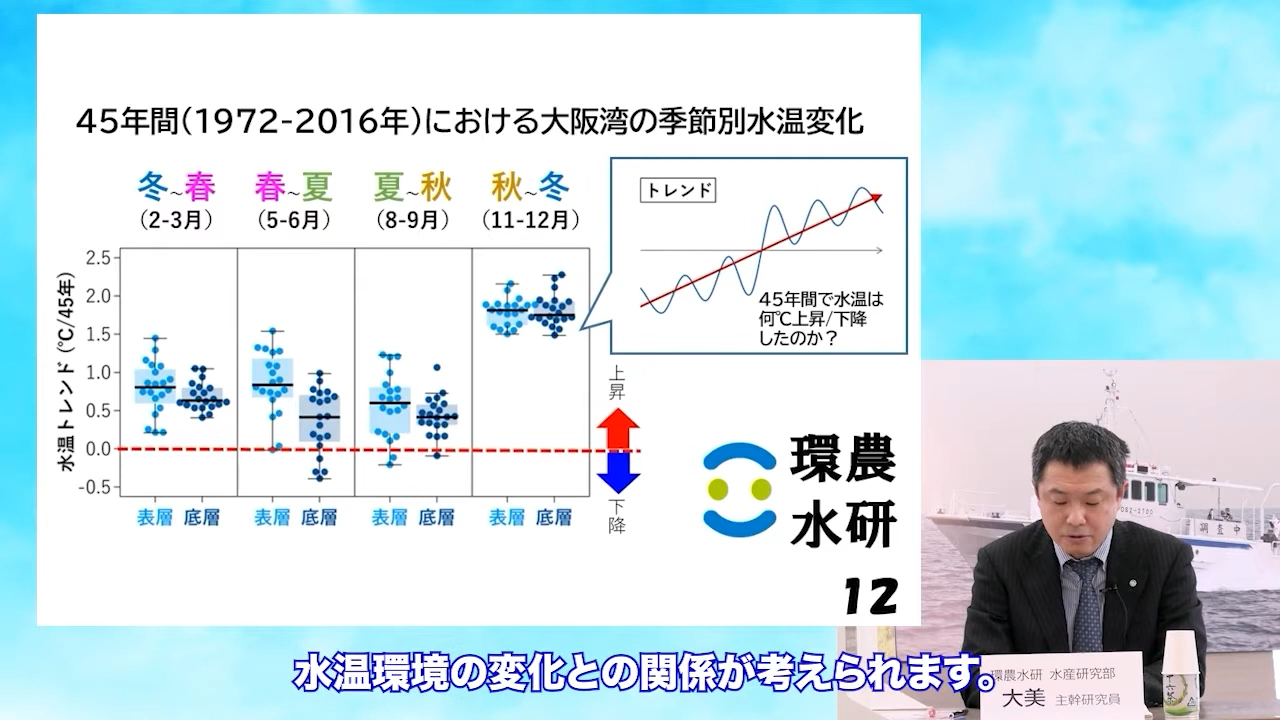 45年間(1972-2016年)における大阪湾の季節別水温変化
冬~春
春~夏
夏~秋
秋~冬
(2-3月)
(5-6月)
(8-9月)
(11-12月)
トレンド
45年間で水温は
何℃上昇/下降
したのか?
水温トレンド(℃/45年)
2.5
2.0
1.5
1.0
0.5
0.0
-0.5
表層
底層
表層
底層
表層
底層
表層
底層
上昇
下降
環農
水研
12
調査中
環農水研 水産研究部
大美 主幹研究員
水温環境の変化との関係が考えられます。